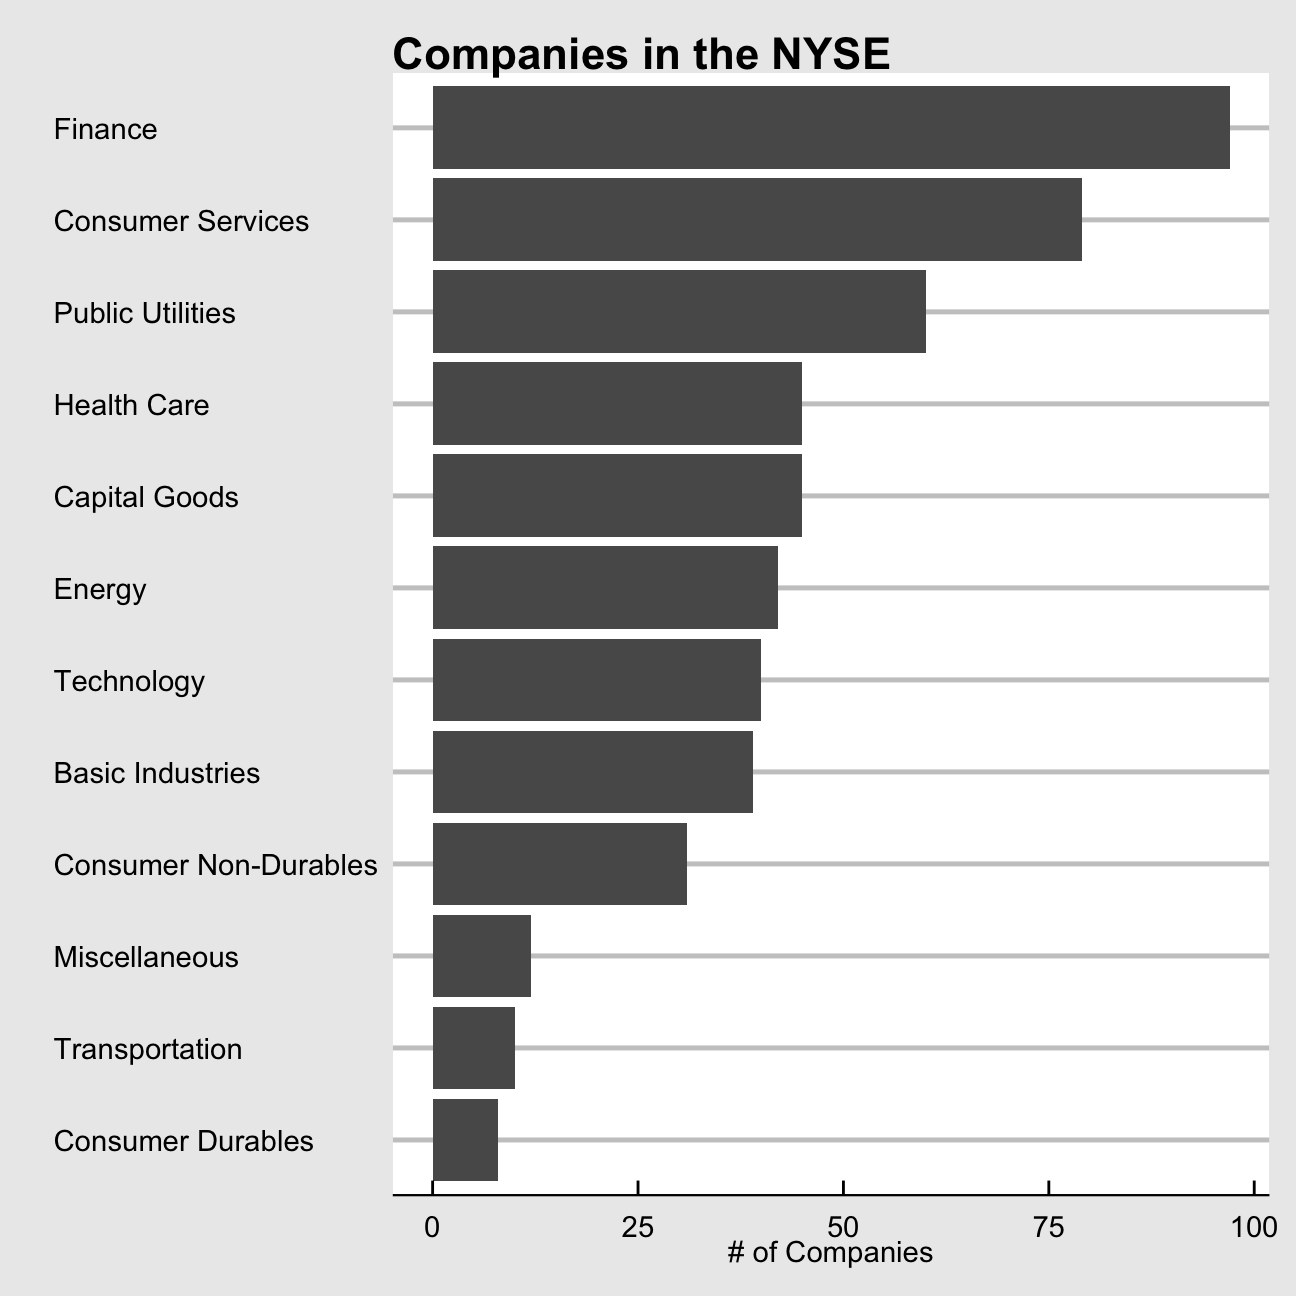 Companies in the NYSE
Finance
Consumer Services
Public Utilities
Health Care
Capital Goods
Energy
Technology
Basic Industries
Consumer Non-Durables
Miscellaneous
Transportation
Consumer Durables
0 25 50 75 100
# of Companies